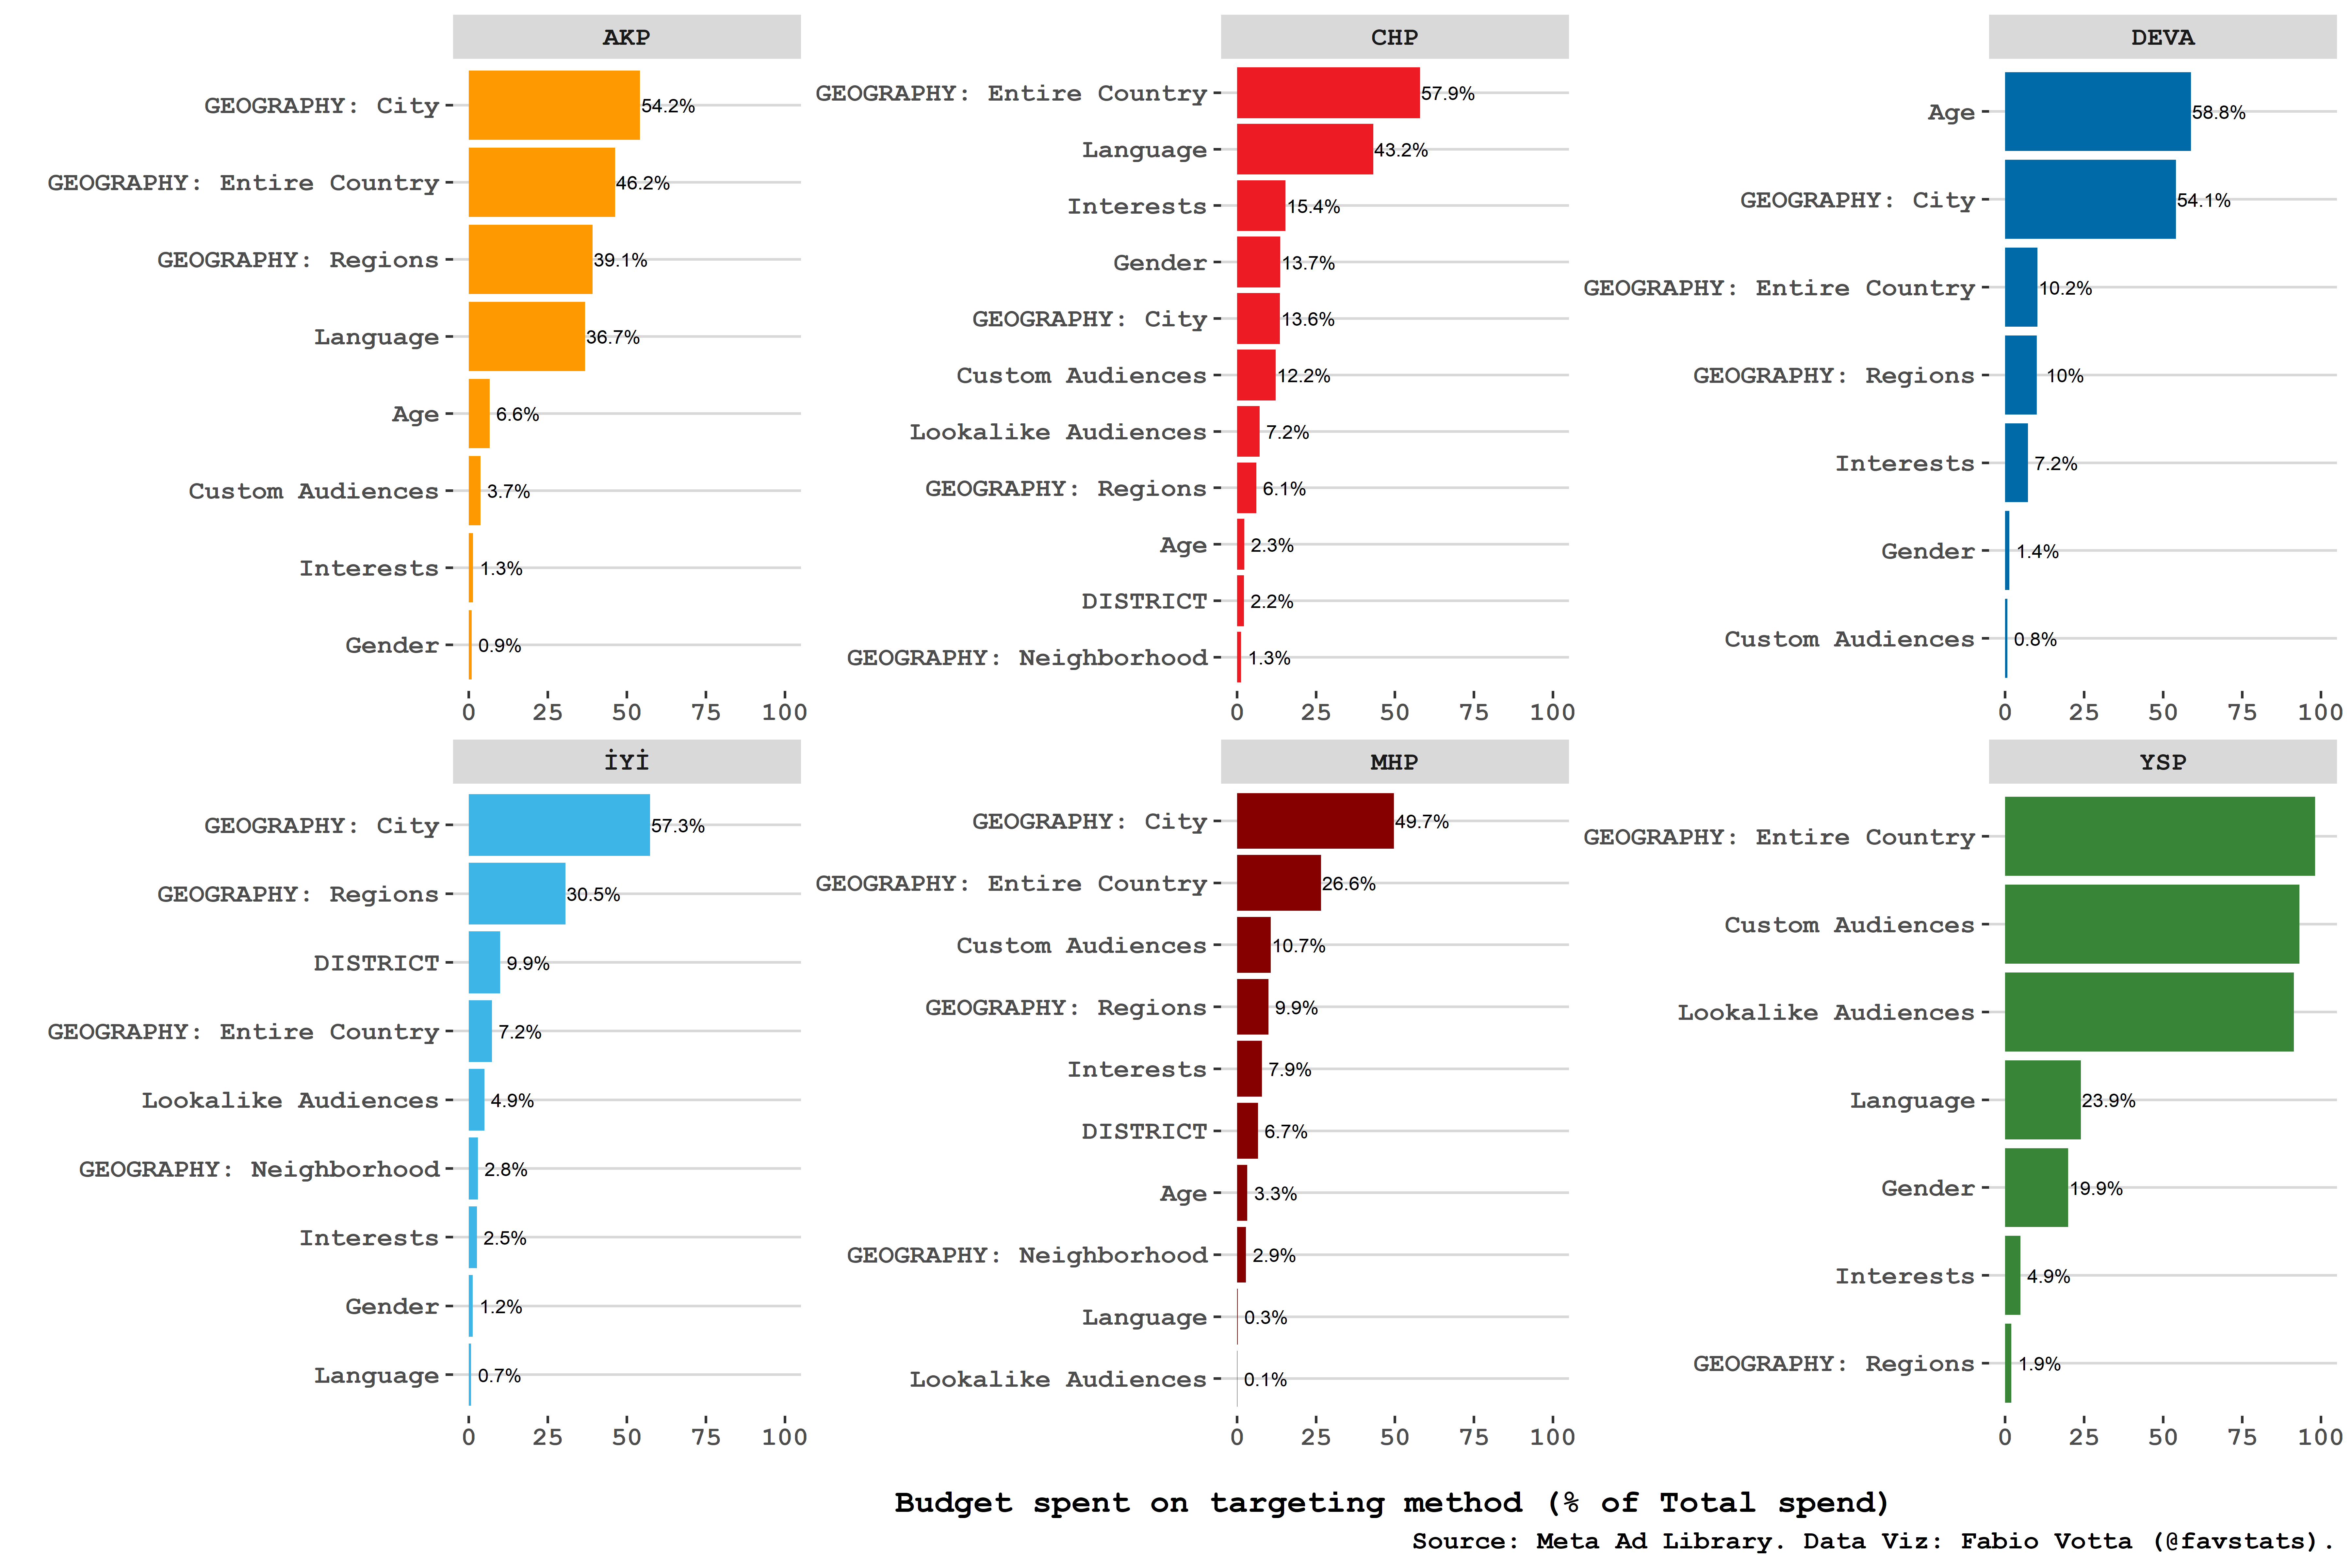 AKP
GEOGRAPHY: City 54.2%
GEOGRAPHY: Entire Country 46.2%
GEOGRAPHY: Regions 39.1%
Language 36.7%
Age 6.6%
Custom Audiences 3.7%
Interests 1.3%
Gender 0.9%
0 25 50 75 100
CHP
GEOGRAPHY: Entire Country 57.9%
Language 43.2%
Interests 15.4%
Gender 13.7%
GEOGRAPHY: City 13.6%
Custom Audiences 12.2%
Lookalike Audiences 7.2%
GEOGRAPHY: Regions 6.1%
Age 2.3%
DISTRICT 2.2%
GEOGRAPHY: Neighborhood 1.3%
0 25 50 75 100
DEVA
Age 58.8%
GEOGRAPHY: City 54.1%
GEOGRAPHY: Entire Country 10.2%
GEOGRAPHY: Regions 10%
Interests 7.2%
Gender 1.4%
Custom Audiences 0.8%
0 25 50 75 100
İYİ
GEOGRAPHY: City 57.3%
GEOGRAPHY: Regions 30.5%
DISTRICT 9.9%
GEOGRAPHY: Entire Country 7.2%
Lookalike Audiences 4.9%
GEOGRAPHY: Neighborhood 2.8%
Interests 2.5%
Gender 1.2%
Language 0.7%
0 25 50 75 100
MHP
GEOGRAPHY: City 49.7%
GEOGRAPHY: Entire Country 26.6%
Custom Audiences 10.7%
GEOGRAPHY: Regions 9.9%
Interests 7.9%
DISTRICT 6.7%
Age 3.3%
GEOGRAPHY: Neighborhood 2.9%
Language 0.3%
Lookalike Audiences 0.1%
0 25 50 75 100
YSP
GEOGRAPHY: Entire Country
Custom Audiences
Lookalike Audiences
Language 23.9%
Gender 19.9%
Interests 4.9%
GEOGRAPHY: Regions 1.9%
0 25 50 75 100
Budget spent on targeting method (% of Total spend)
Source: Meta Ad Library. Data Viz: Fabio Votta (@favstats).